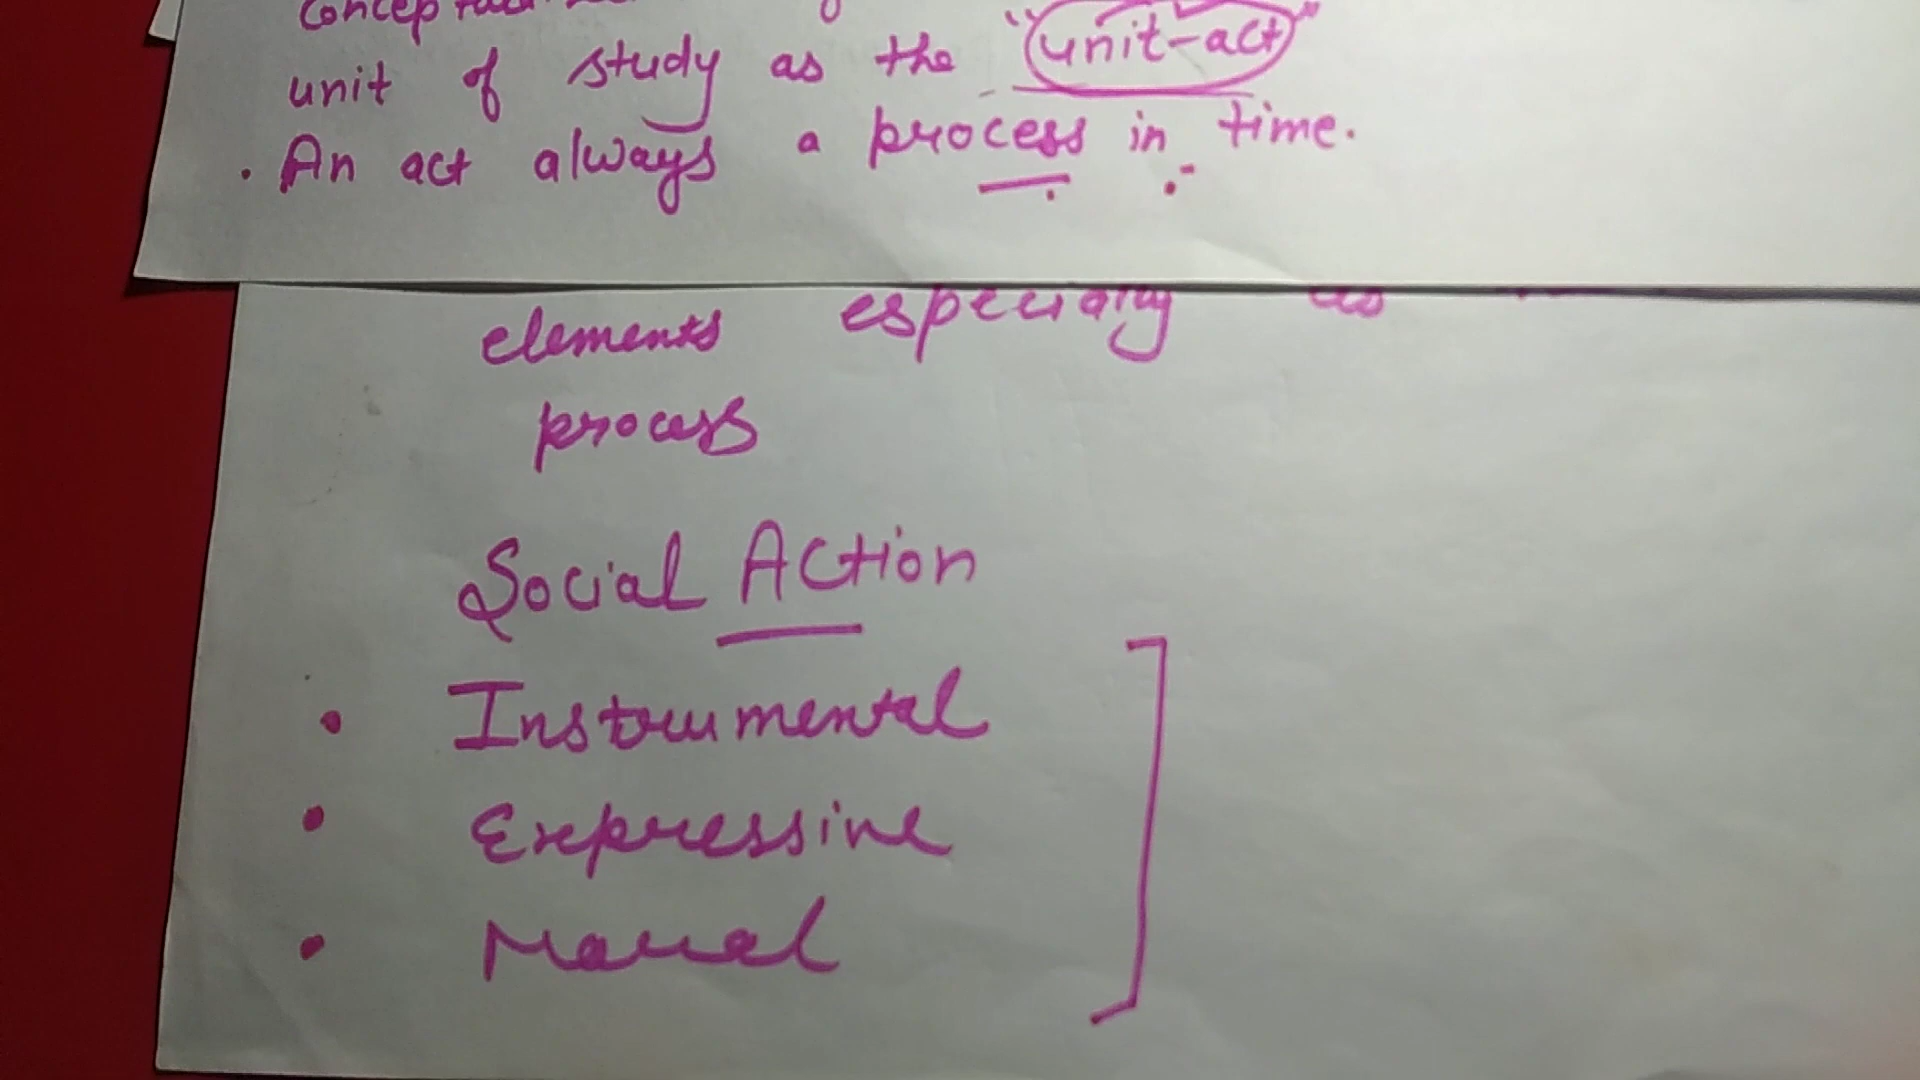 unit of study as the "unit-act"
. An act always a process in time.
elements especially as
process
Social Action
• Instrumental
• Expressive
• Moral